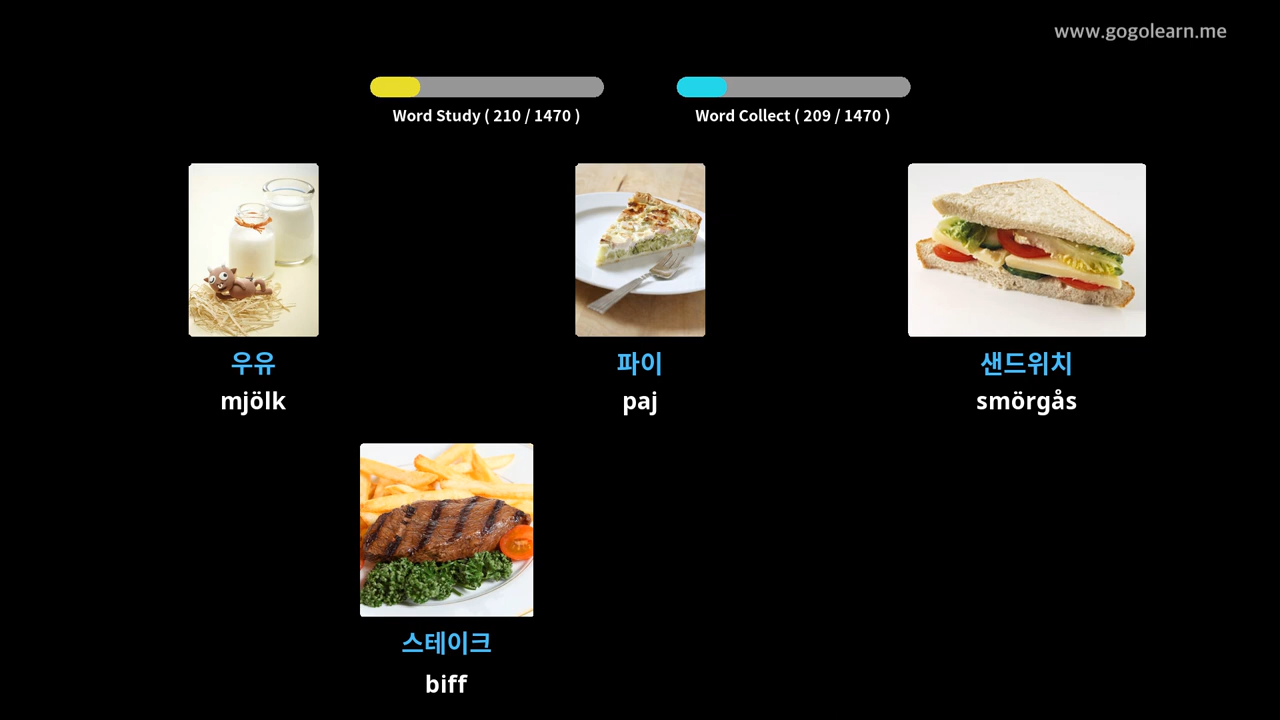 www.gogolearn.me
Word Study ( 210 / 1470 )
Word Collect ( 209 / 1470 )
우유
mjölk
파이
paj
샌드위치
smörgås
스테이크
biff